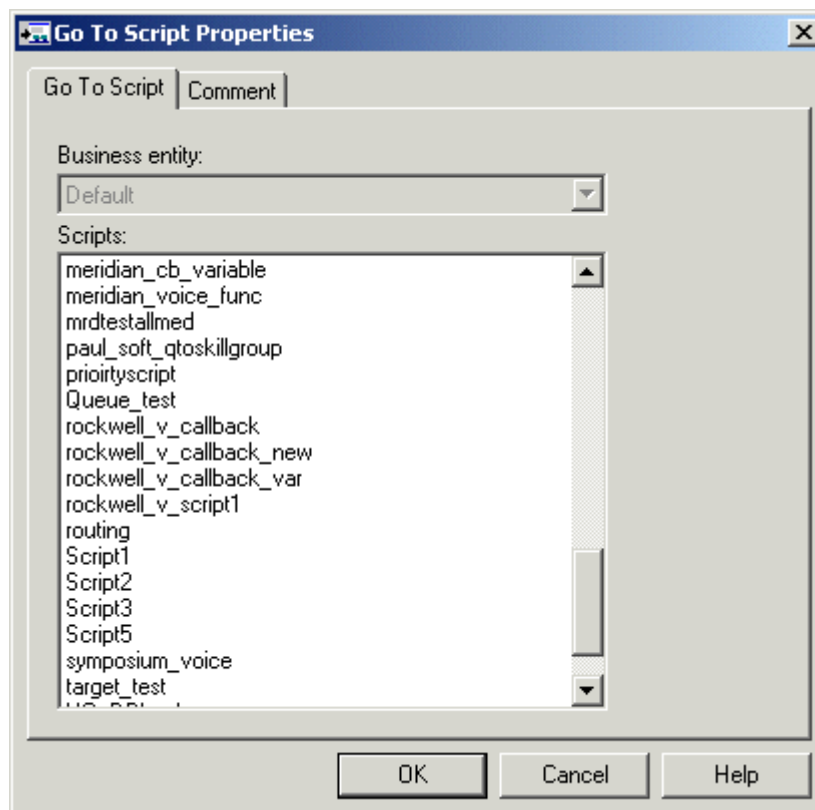 Go To Script Properties
Go To Script
Comment
Business entity:
Default
Scripts:
meridian_cb_variable
meridian_voice_func
mrdtestallmed
paul_soft_qtoskillgroup
prioirtyscript
Queue_test
rockwell_v_callback
rockwell_v_callback_new
rockwell_v_callback_var
rockwell_v_script1
routing
Script1
Script2
Script3
Script5
symposium_voice
target_test
OK
Cancel
Help